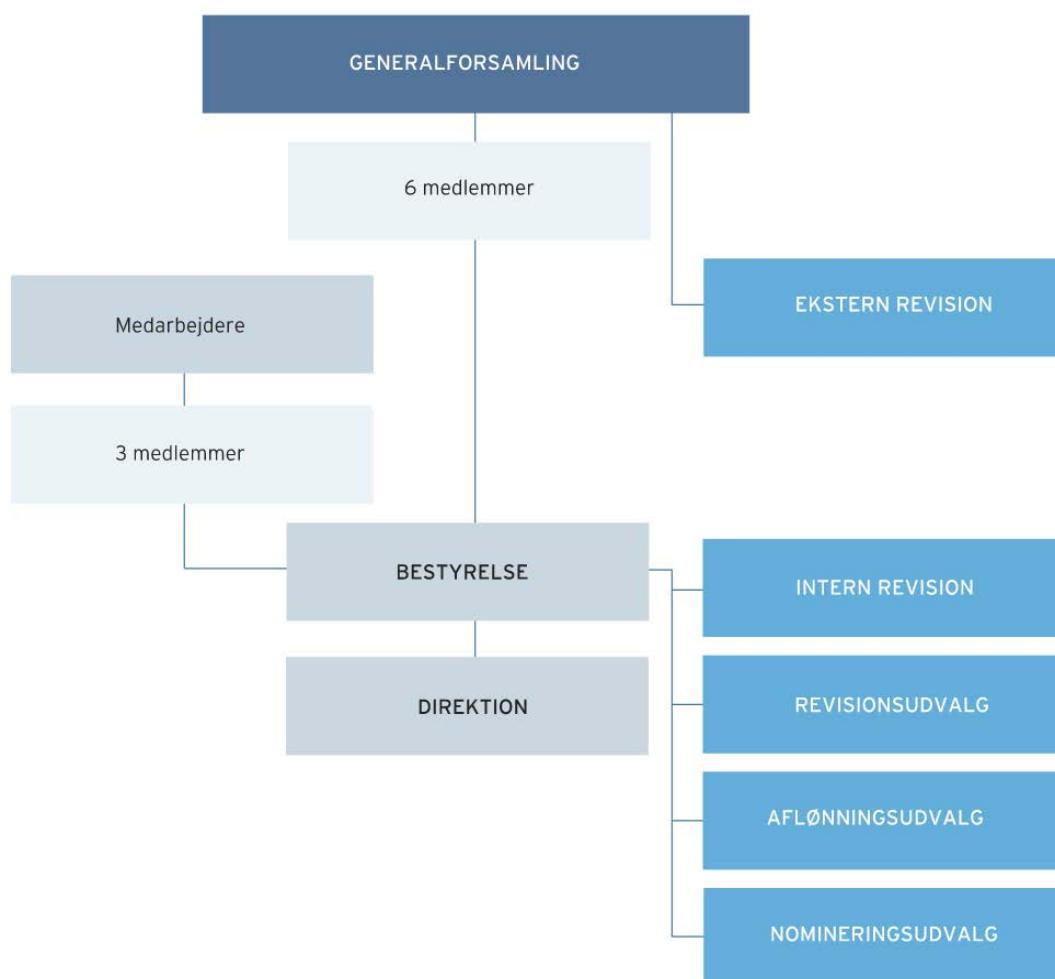 GENERALFORSAMLING
6 medlemmer
EKSTERN REVISION
Medarbejdere
3 medlemmer
BESTYRELSE
INTERN REVISION
DIREKTION
REVISIONSUDVALG
AFLØNNINGSUDVALG
NOMINERINGSUDVALG